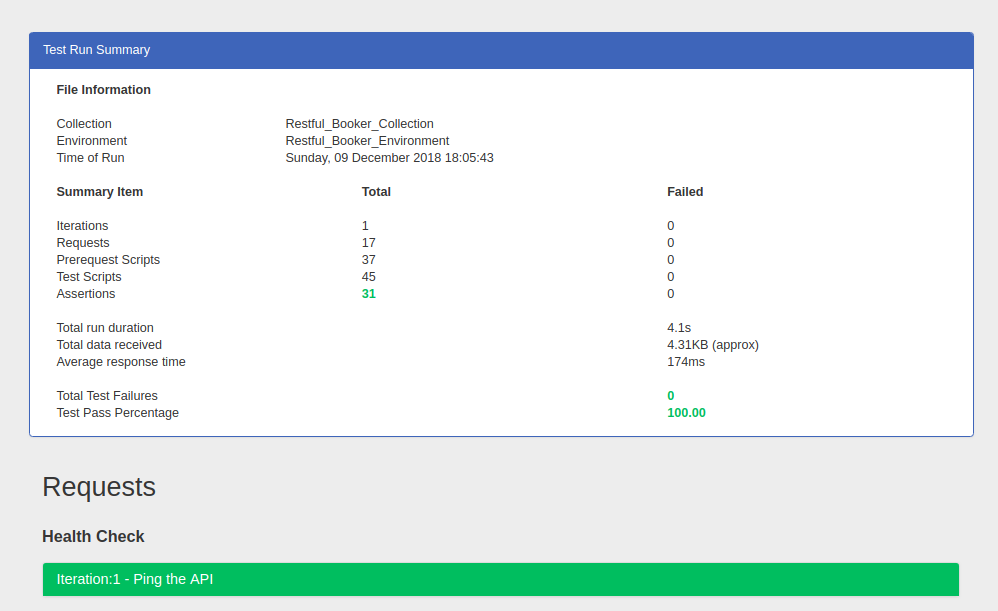 Test Run Summary
File Information
Collection Restful_Booker_Collection
Environment Restful_Booker_Environment
Time of Run Sunday, 09 December 2018 18:05:43
Summary Item Total Failed
Iterations 1 0
Requests 17 0
Prerequest Scripts 37 0
Test Scripts 45 0
Assertions 31 0
Total run duration 4.1s
Total data received 4.31KB (approx)
Average response time 174ms
Total Test Failures 0
Test Pass Percentage 100.00
Requests
Health Check
Iteration:1 - Ping the API